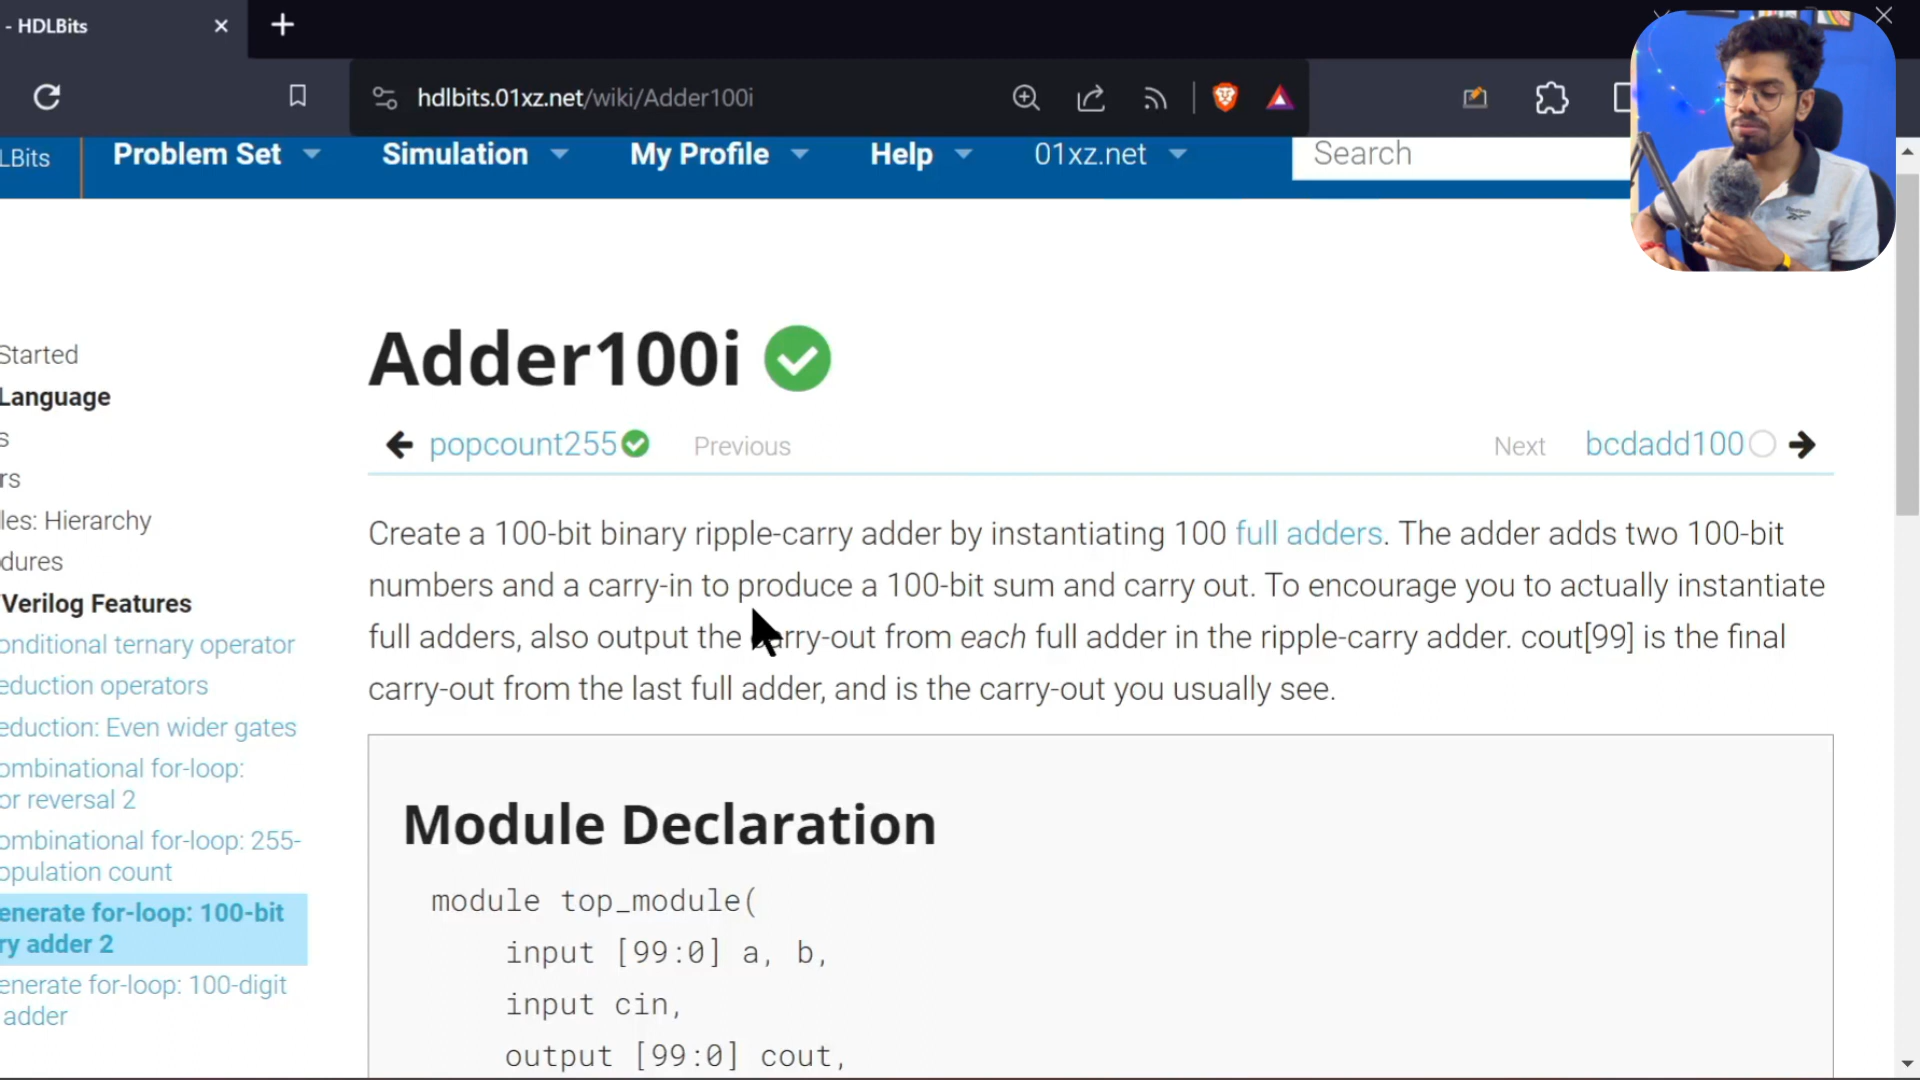 - HDLBits
hdlbits.01xz.net/wiki/Adder100i
LBits
Problem Set
Simulation
My Profile
Help
01xz.net
Search
Started
Language
s
rs
les: Hierarchy
dures
Verilog Features
onditional ternary operator
eduction operators
eduction: Even wider gates
ombinational for-loop:
or reversal 2
ombinational for-loop: 255-
opulation count
enerate for-loop: 100-bit
ry adder 2
enerate for-loop: 100-digit
adder
Adder100i
popcount255 Previous
Next bcdadd100
Create a 100-bit binary ripple-carry adder by instantiating 100 full adders. The adder adds two 100-bit
numbers and a carry-in to produce a 100-bit sum and carry out. To encourage you to actually instantiate
full adders, also output the carry-out from each full adder in the ripple-carry adder. cout[99] is the final
carry-out from the last full adder, and is the carry-out you usually see.
Module Declaration
module top_module(
input [99:0] a, b,
input cin,
output [99:0] cout,